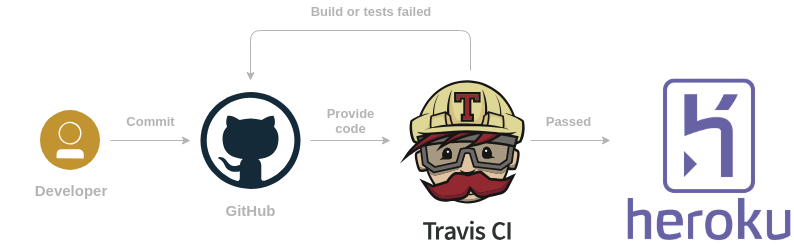 Build or tests failed
Commit
Provide
code
Passed
T
Developer
GitHub
Travis CI
heroku